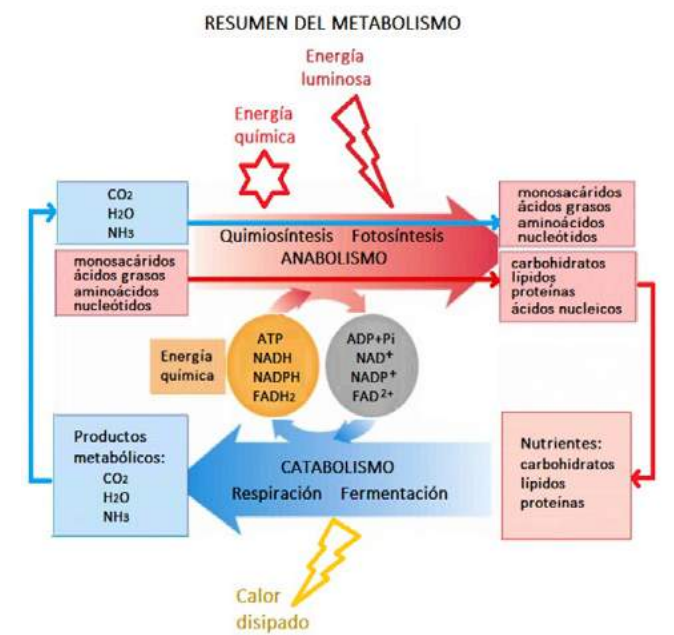 RESUMEN DEL METABOLISMO
Energía
luminosa
Energía
química
CO2
H2O
NH3
monosacáridos
ácidos grasos
aminoácidos
nucleótidos
Quimiosíntesis Fotosíntesis
ANABOLISMO
monosacáridos
ácidos grasos
aminoácidos
nucleótidos
carbohidratos
lipidos
proteínas
ácidos nucleicos
Energía
química
ATP
NADH
NADPH
FADH2
ADP+Pi
NAD+
NADP+
FAD2+
Productos
metabólicos:
CO2
H2O
NH3
CATABOLISMO
Respiración Fermentación
Nutrientes:
carbohidratos
lípidos
proteínas
Calor
disipado